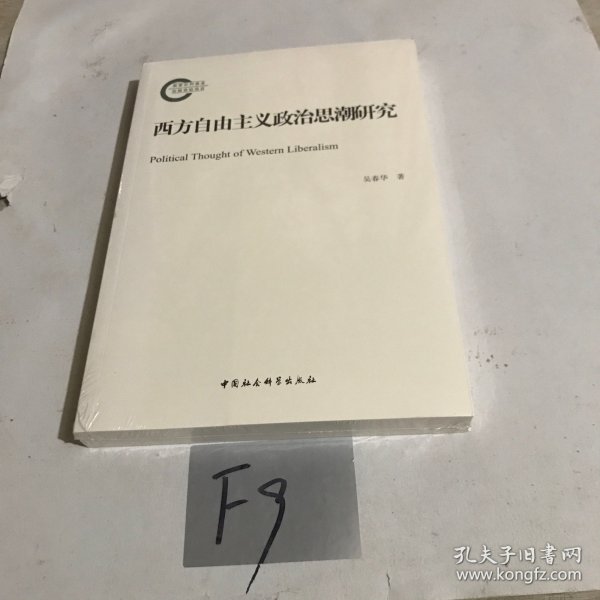 西方自由主义政治思潮研究
Political Thought of Western Liberalism
吴春华 著
中国社会科学出版社
F9
孔夫子旧书网
www.kongfz.com